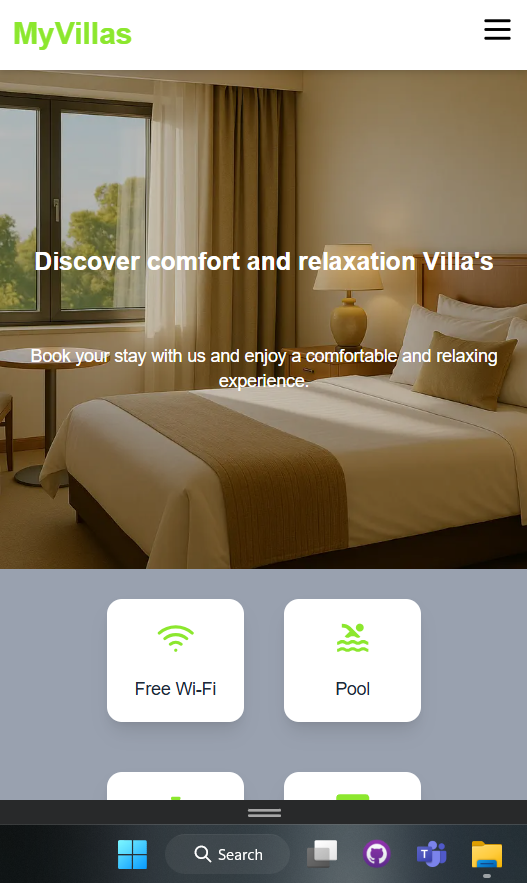 MyVillas
Discover comfort and relaxation Villa's
Book your stay with us and enjoy a comfortable and relaxing
experience.
Free Wi-Fi
Pool
Search
T